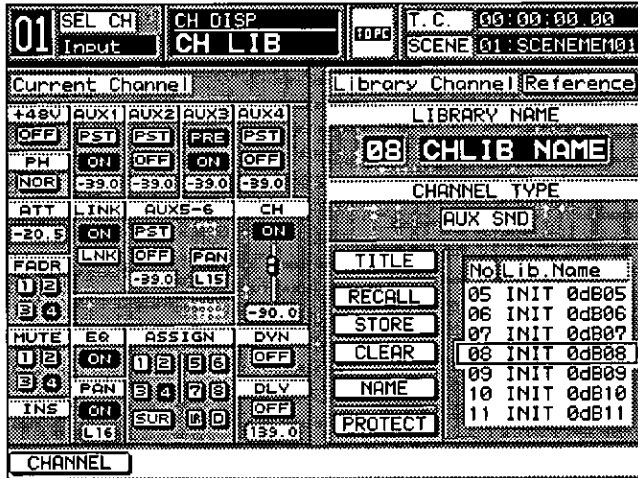 01
SEL CH
Input
CH DISP
CH LIB
TO PC
T. C. 00:00:00.00
SCENE 01:SCENEMEM01
Current Channel
Library Channel Reference
+48V AUX1 AUX2 AUX3 AUX4
OFF PST PST PRE PST
PH ON OFF ON OFF
NOR -39.0 -39.0 -39.0 -39.0
ATT LINK AUX5-6 CH
-20.5 ON PST ON
LNK OFF PAN
-39.0 L15
FADR
1 2
3 4
-90.0
MUTE EQ ASSIGN DYN
1 2 ON 1 2 5 6 OFF
3 4 PAN 3 4 7 8 DLY
INS ON SUR D OFF
L16 139.0
LIBRARY NAME
08 CHLIB NAME
CHANNEL TYPE
AUX SND
TITLE
RECALL
STORE
CLEAR
NAME
PROTECT
No Lib.Name
05 INIT 0dB05
06 INIT 0dB06
07 INIT 0dB07
08 INIT 0dB08
09 INIT 0dB09
10 INIT 0dB10
11 INIT 0dB11
CHANNEL